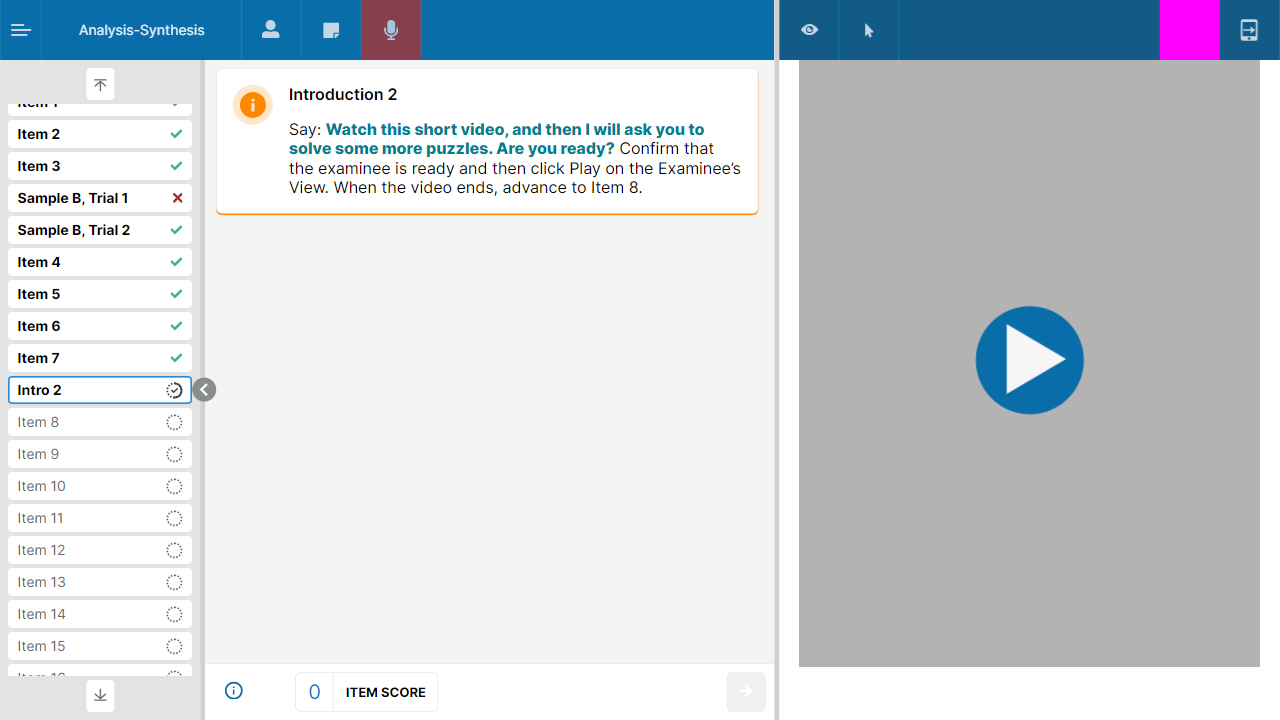 Analysis-Synthesis
Item 1
Item 2
Item 3
Sample B, Trial 1
Sample B, Trial 2
Item 4
Item 5
Item 6
Item 7
Intro 2
Item 8
Item 9
Item 10
Item 11
Item 12
Item 13
Item 14
Item 15
Item 16
Introduction 2
Say: Watch this short video, and then I will ask you to
solve some more puzzles. Are you ready? Confirm that
the examinee is ready and then click Play on the Examinee’s
View. When the video ends, advance to Item 8.
0 ITEM SCORE